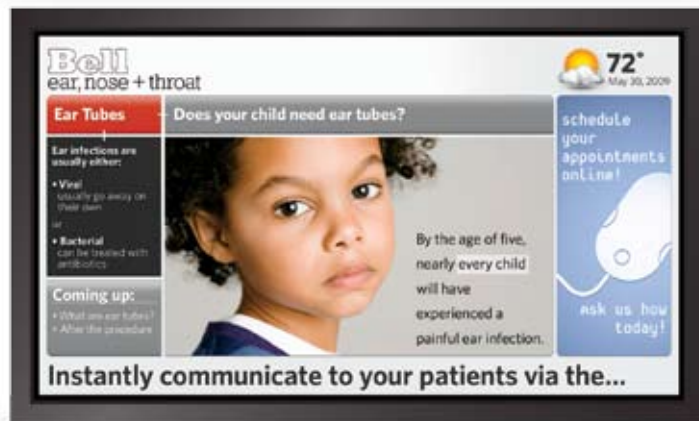 Bell
ear, nose + throat
72°
May 30, 2009
Ear Tubes
Does your child need ear tubes?
Ear infections are
usually either:
• Viral
usually go away on
their own
or
• Bacterial
can be treated with
antibiotics
Coming up:
• What are ear tubes?
• After the procedure
By the age of five,
nearly every child
will have
experienced a
painful ear infection.
schedule
your
appointments
online!
Ask us how
today!
Instantly communicate to your patients via the...